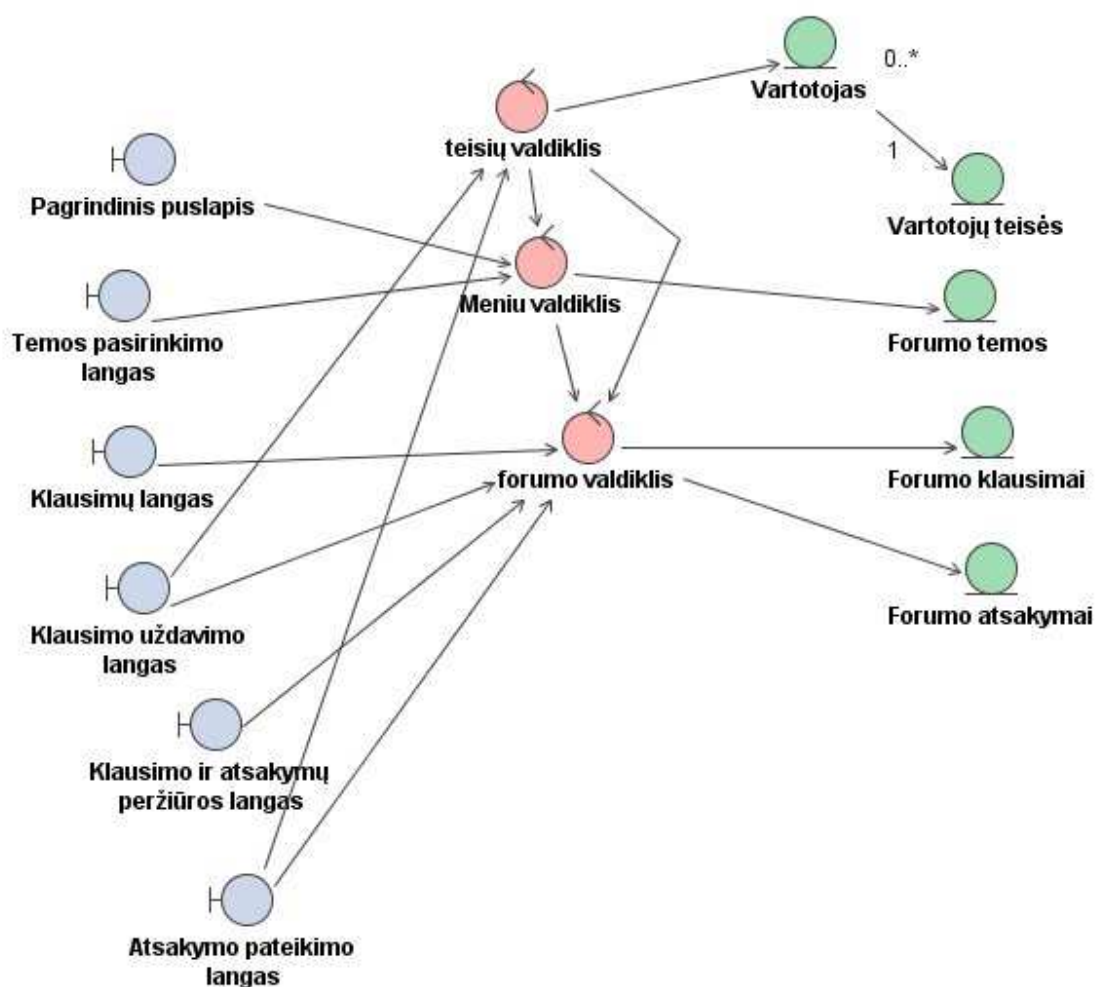 0..*
Vartotojas
teisių valdiklis
1
Pagrindinis puslapis
Vartotojų teisės
Meniu valdiklis
Temos pasirinkimo
langas
Forumo temos
Klausimų langas
forumo valdiklis
Forumo klausimai
Klausimo uždavimo
langas
Forumo atsakymai
Klausimo ir atsakymų
peržiūros langas
Atsakymo pateikimo
langas